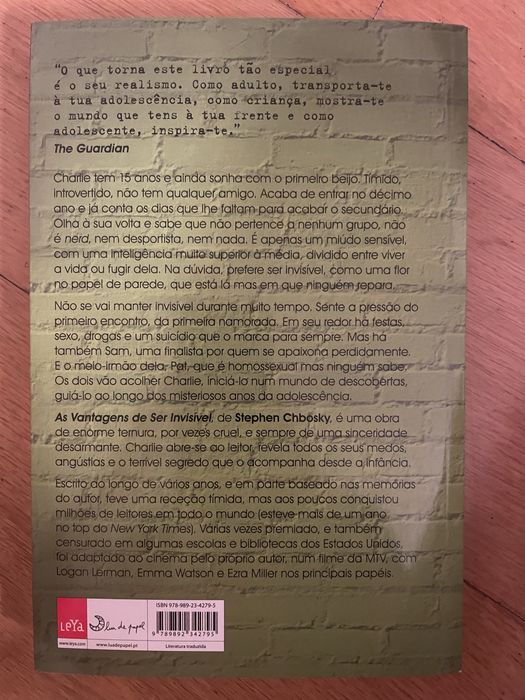 "O que torna este livro tão especial
é o seu realismo. Como adulto, transporta-te
à tua adolescência, como criança, mostra-te
o mundo que tens à tua frente e como
adolescente, inspira-te."
The Guardian
Charlie tem 15 anos e ainda sonha com o primeiro beijo. Tímido,
introvertido, não tem qualquer amigo. Acaba de entrar no décimo
ano e já conta os dias que lhe faltam para acabar o secundário.
Olha à sua volta e sabe que não pertence a nenhum grupo, não
é nerd, nem desportista, nem nada. É apenas um miúdo sensível,
com uma inteligência muito superior à média, dividido entre viver
a vida ou fugir dela. Na dúvida, prefere ser invisível, como uma flor
no papel de parede, que está lá mas em que ninguém repara.
Não se vai manter invisível durante muito tempo. Sente a pressão do
primeiro encontro, da primeira namorada. Em seu redor há festas,
sexo, drogas e um suicídio que o marca para sempre. Mas há
também Sam, uma finalista por quem se apaixona perdidamente.
E o meio-irmão dela, Pat, que é homossexual mas ninguém sabe.
Os dois vão acolher Charlie, iniciá-lo num mundo de descobertas,
guiá-lo ao longo dos misteriosos anos da adolescência.
As Vantagens de Ser Invisível, de Stephen Chbosky, é uma obra
de enorme ternura, por vezes cruel, e sempre de uma sinceridade
desarmante. Charlie abre-se ao leitor, revela todos os seus medos,
angústias e o terrível segredo que o acompanha desde a infância.
Escrito ao longo de vários anos, e em parte baseado nas memórias
do autor, teve uma receção tímida, mas aos poucos conquistou
milhões de leitores em todo o mundo (esteve mais de um ano
no top do New York Times). Várias vezes premiado, e também
censurado em algumas escolas e bibliotecas dos Estados Unidos,
foi adaptado ao cinema pelo próprio autor, num filme da MTV, com
Logan Lerman, Emma Watson e Ezra Miller nos principais papéis.
ISBN 978-989-23-4279-5
LeYa
lua de papel
9 789892 342795
www.leya.com
www.luadepapel.pt
Literatura traduzida